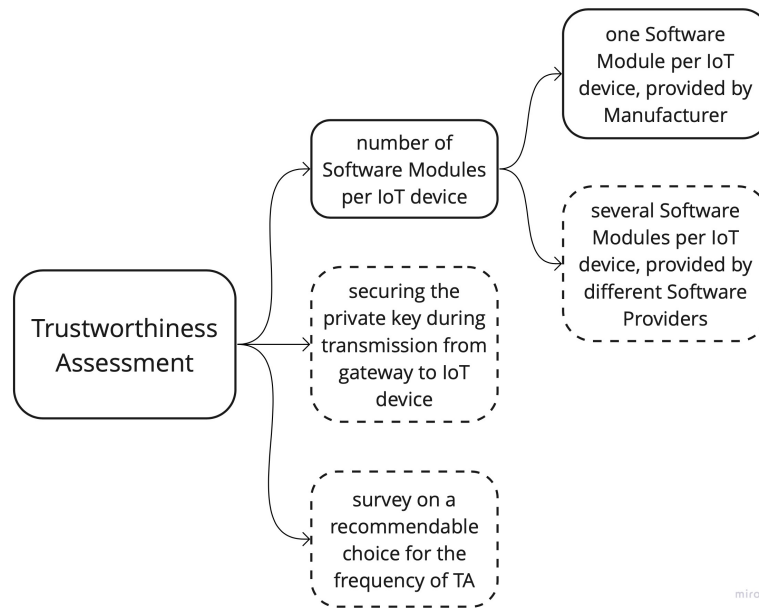 one Software
Module per IoT
device, provided by
Manufacturer
number of
Software Modules
per IoT device
several Software
Modules per IoT
device, provided by
different Software
Providers
Trustworthiness
Assessment
securing the
private key during
transmission from
gateway to IoT
device
survey on a
recommendable
choice for the
frequency of TA
miro